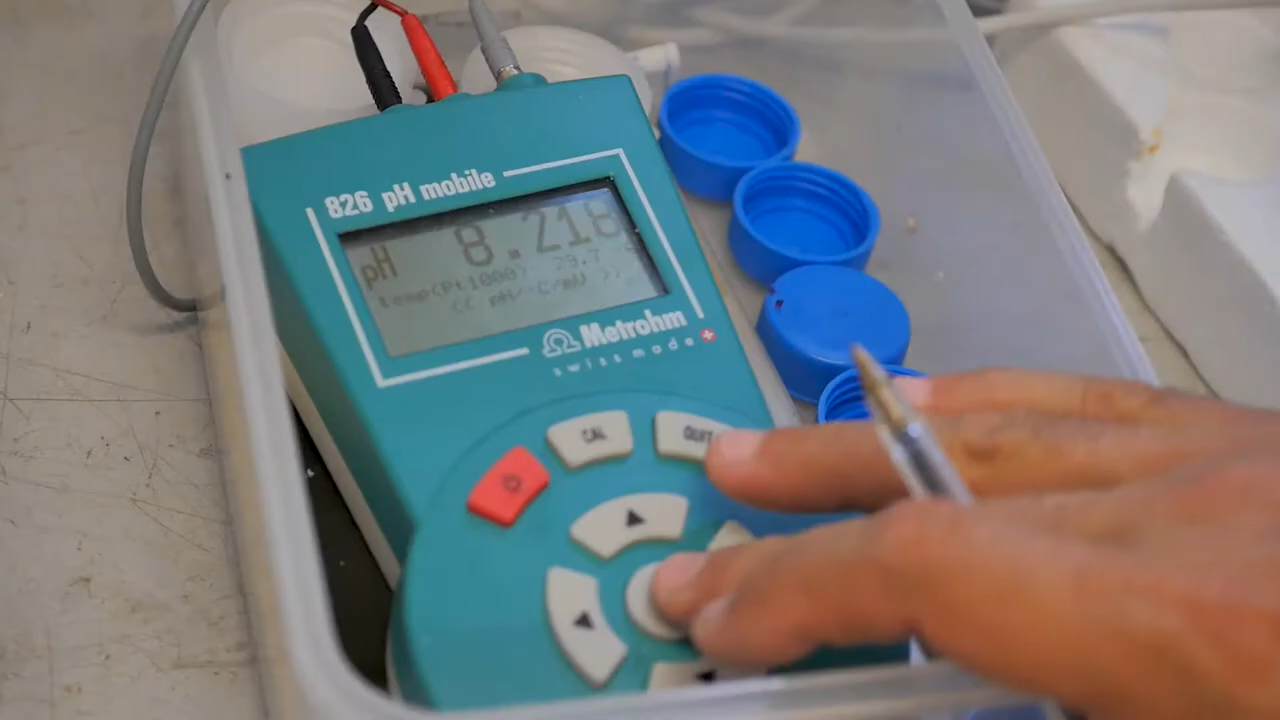 826 pH mobile
pH 8.218
temp(Pt1000) 29.7
<< pH/°C/mV >>
Metrohm
swiss made
CAL
QUIT